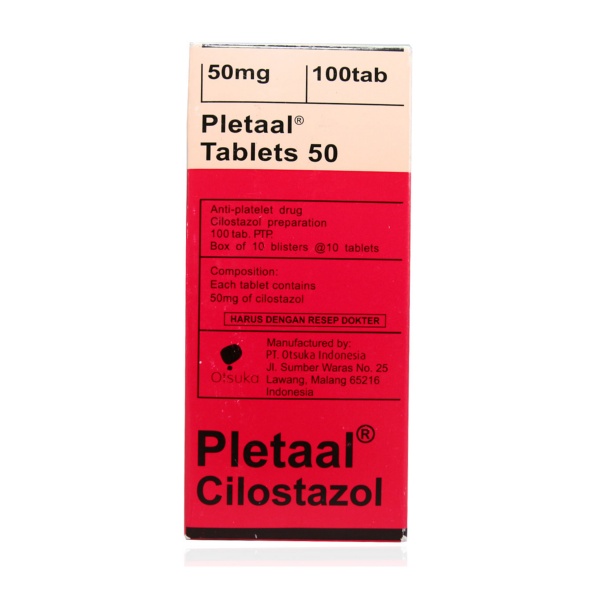 50mg
100tab
Pletaal®
Tablets 50
Anti-platelet drug
Cilostazol preparation
100 tab. PTP.
Box of 10 blisters @10 tablets
Composition:
Each tablet contains
50mg of cilostazol
HARUS DENGAN RESEP DOKTER
Otsuka
Manufactured by:
PT. Otsuka Indonesia
Jl. Sumber Waras No. 25
Lawang, Malang 65216
Indonesia
Pletaal®
Cilostazol